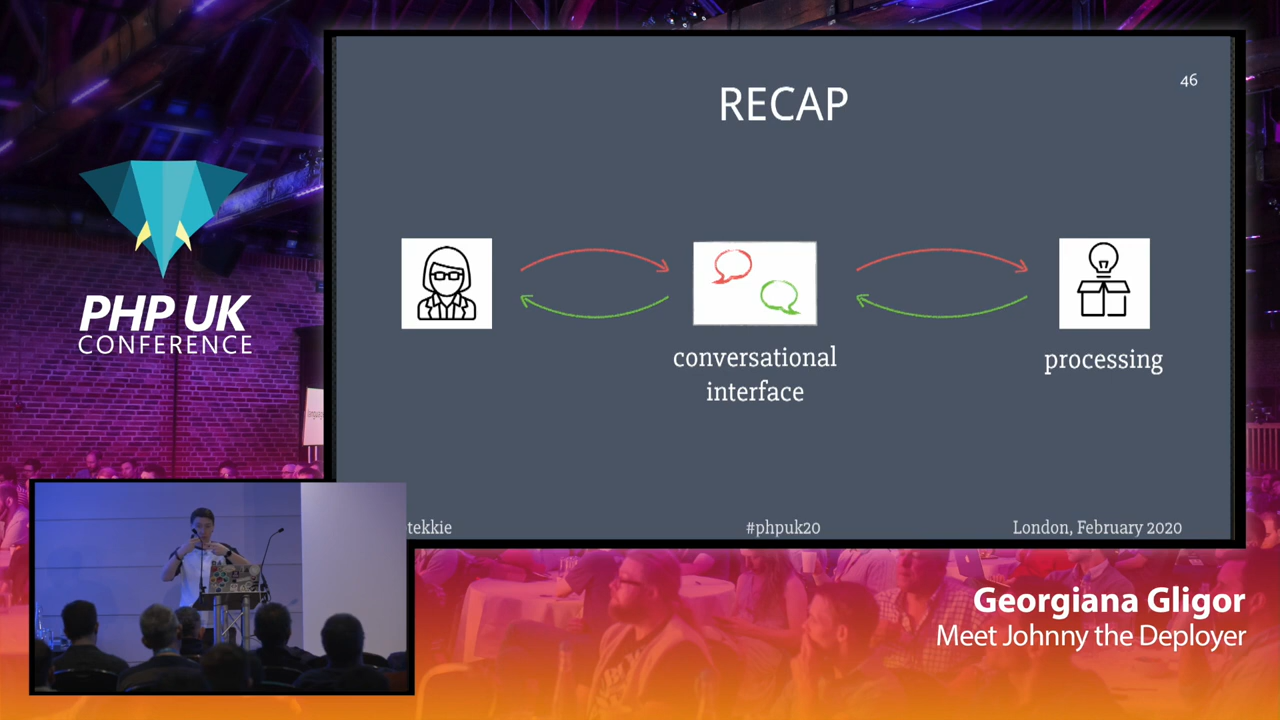 PHP UK
CONFERENCE
46
RECAP
conversational
interface
processing
tekkie
#phpuk20
London, February 2020
Georgiana Gligor
Meet Johnny the Deployer